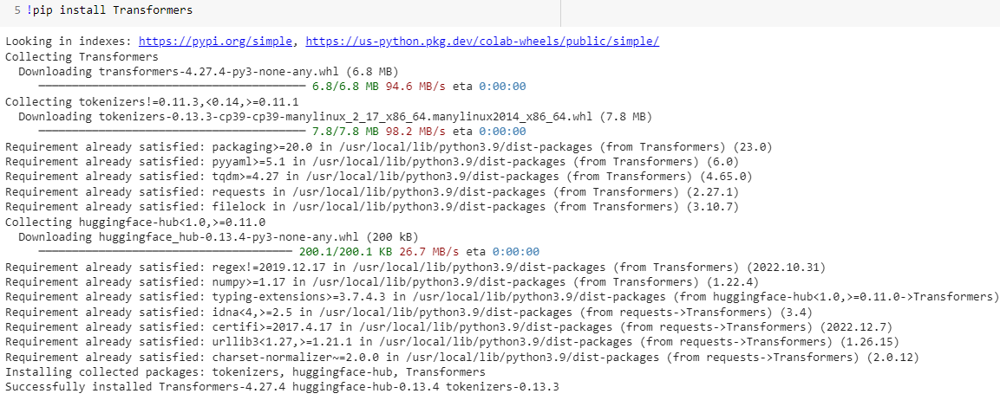 5 !pip install Transformers
Looking in indexes: https://pypi.org/simple, https://us-python.pkg.dev/colab-wheels/public/simple/
Collecting Transformers
Downloading transformers-4.27.4-py3-none-any.whl (6.8 MB)
6.8/6.8 MB 94.6 MB/s eta 0:00:00
Collecting tokenizers!=0.11.3,<0.14,>=0.11.1
Downloading tokenizers-0.13.3-cp39-cp39-manylinux_2_17_x86_64.manylinux2014_x86_64.whl (7.8 MB)
7.8/7.8 MB 98.2 MB/s eta 0:00:00
Requirement already satisfied: packaging>=20.0 in /usr/local/lib/python3.9/dist-packages (from Transformers) (23.0)
Requirement already satisfied: pyyaml>=5.1 in /usr/local/lib/python3.9/dist-packages (from Transformers) (6.0)
Requirement already satisfied: tqdm>=4.27 in /usr/local/lib/python3.9/dist-packages (from Transformers) (4.65.0)
Requirement already satisfied: requests in /usr/local/lib/python3.9/dist-packages (from Transformers) (2.27.1)
Requirement already satisfied: filelock in /usr/local/lib/python3.9/dist-packages (from Transformers) (3.10.7)
Collecting huggingface-hub<1.0,>=0.11.0
Downloading huggingface_hub-0.13.4-py3-none-any.whl (200 kB)
200.1/200.1 KB 26.7 MB/s eta 0:00:00
Requirement already satisfied: regex!=2019.12.17 in /usr/local/lib/python3.9/dist-packages (from Transformers) (2022.10.31)
Requirement already satisfied: numpy>=1.17 in /usr/local/lib/python3.9/dist-packages (from Transformers) (1.22.4)
Requirement already satisfied: typing-extensions>=3.7.4.3 in /usr/local/lib/python3.9/dist-packages (from huggingface-hub<1.0,>=0.11.0->Transformers)
Requirement already satisfied: idna<4,>=2.5 in /usr/local/lib/python3.9/dist-packages (from requests->Transformers) (3.4)
Requirement already satisfied: certifi>=2017.4.17 in /usr/local/lib/python3.9/dist-packages (from requests->Transformers) (2022.12.7)
Requirement already satisfied: urllib3<1.27,>=1.21.1 in /usr/local/lib/python3.9/dist-packages (from requests->Transformers) (1.26.15)
Requirement already satisfied: charset-normalizer~=2.0.0 in /usr/local/lib/python3.9/dist-packages (from requests->Transformers) (2.0.12)
Installing collected packages: tokenizers, huggingface-hub, Transformers
Successfully installed Transformers-4.27.4 huggingface-hub-0.13.4 tokenizers-0.13.3